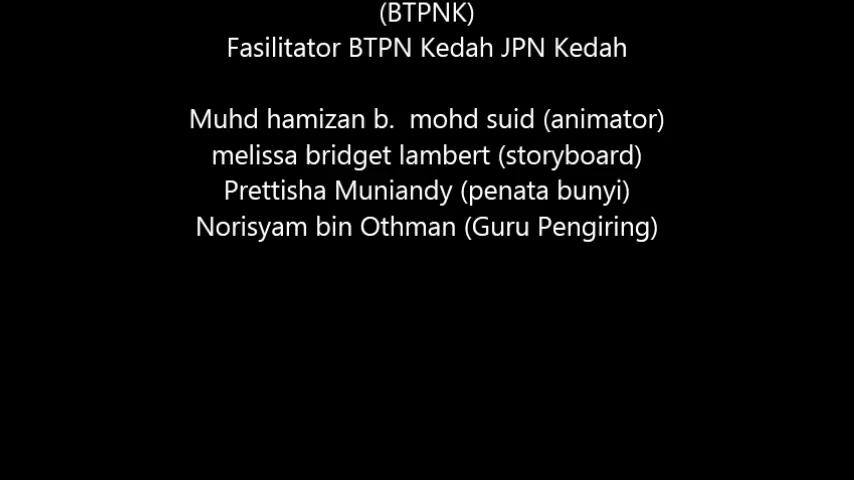 (BTPNK)
Fasilitator BTPN Kedah JPN Kedah
Muhd hamizan b.  mohd suid (animator)
melissa bridget lambert (storyboard)
Prettisha Muniandy (penata bunyi)
Norisyam bin Othman (Guru Pengiring)